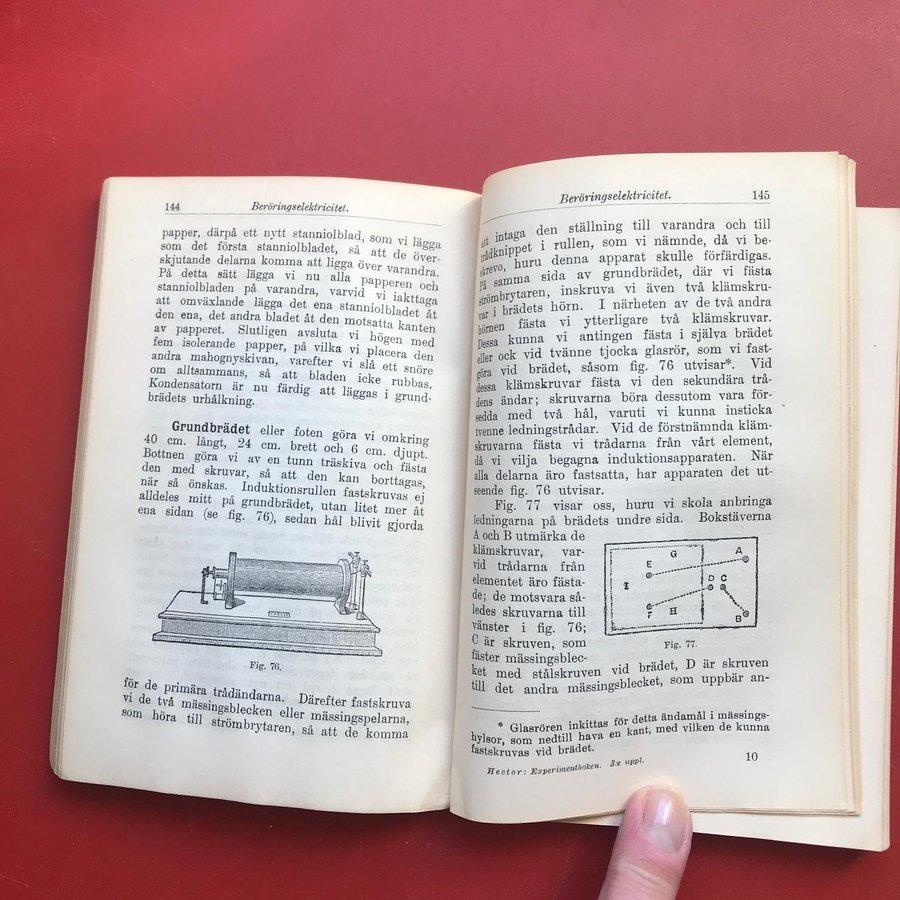 144 Beröringselektricitet.
papper, därpå ett nytt stanniolblad, som vi lägga
som det första stanniolbladet, så att de över-
skjutande delarna komma att ligga över varandra.
På detta sätt lägga vi nu alla papperen och
stanniolbladen på varandra, varvid vi iakttaga
att omväxlande lägga det ena stanniolbladet åt
den ena, det andra bladet åt den motsatta kanten
av papperet. Slutligen avsluta vi högen med
fem isolerande papper, på vilka vi placera den
andra mahognyskivan, varefter vi slå ett snöre
om alltsammans, så att bladen icke rubbas.
Kondensatorn är nu färdig att läggas i grund-
brädets urhålkning.
Grundbrädet eller foten göra vi omkring
40 cm. långt, 24 cm. brett och 6 cm. djupt.
Bottnen göra vi av en tunn träskiva och fästa
den med skruvar, så att den kan borttagas,
när så önskas. Induktionsrullen fastskruvas ej
alldeles mitt på grundbrädet, utan litet mer åt
ena sidan (se fig. 76), sedan hål blivit gjorda
Fig. 76.
för de primära trådändarna. Därefter fastskruva
vi de två mässingsblecken eller mässingspelarna,
som höra till strömbrytaren, så att de komma
Beröringselektricitet. 145
att intaga den ställning till varandra och till
trådknippet i rullen, som vi nämnde, då vi be-
skrevo, huru denna apparat skulle förfärdigas.
På samma sida av grundbrädet, där vi fästa
strömbrytaren, inskruva vi även två klämskru-
var i brädets hörn. I närheten av de två andra
hörnen fästa vi ytterligare två klämskruvar.
Dessa kunna vi antingen fästa i själva brädet
eller ock vid tvänne tjocka glasrör, som vi fast-
göra vid brädet, såsom fig. 76 utvisar*. Vid
dessa klämskruvar fästa vi den sekundära trå-
dens ändar; skruvarna böra dessutom vara för-
sedda med två hål, varuti vi kunna insticka
tvenne ledningstrådar. Vid de förstnämnda kläm-
skruvarna fästa vi trådarna från vårt element,
då vi vilja begagna induktionsapparaten. När
alla delarna äro fastsatta, har apparaten det ut-
seende fig. 76 utvisar.
Fig. 77 visar oss, huru vi skola anbringa
ledningarna på brädets undre sida. Bokstäverna
A och B utmärka de
klämskruvar, var-
vid trådarna från
elementet äro fästa-
de; de motsvara så-
ledes skruvarna till
vänster i fig. 76;
C är skruven, som
fäster mässingsblec-
ket med stålskruven vid brädet, D är skruven
till det andra mässingsblecket, som uppbär an-
G A
E
I D C
F H B
Fig. 77.
* Glasrören inkittas för detta ändamål i mässings-
hylsor, som nedtill hava en kant, med vilken de kunna
fastskruvas vid brädet.
Hector: Experimentboken. 3:e uppl. 10